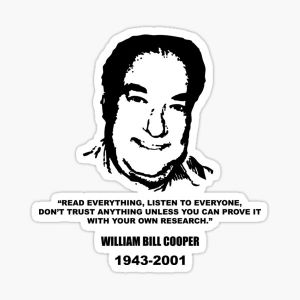 “READ EVERYTHING, LISTEN TO EVERYONE,
DON’T TRUST ANYTHING UNLESS YOU CAN PROVE IT
WITH YOUR OWN RESEARCH.”
WILLIAM BILL COOPER
1943-2001